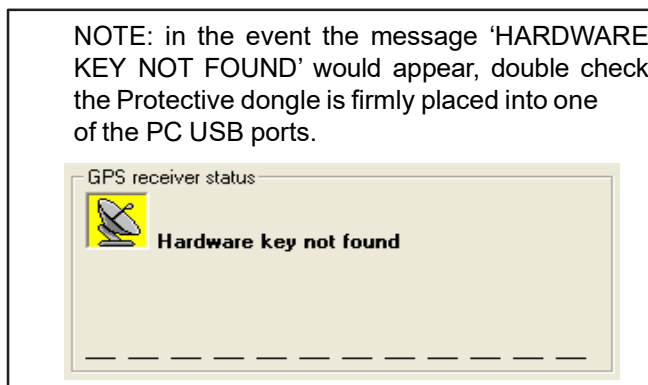 NOTE: in the event the message ‘HARDWARE
KEY NOT FOUND’ would appear, double check
the Protective dongle is firmly placed into one
of the PC USB ports.
GPS receiver status
Hardware key not found